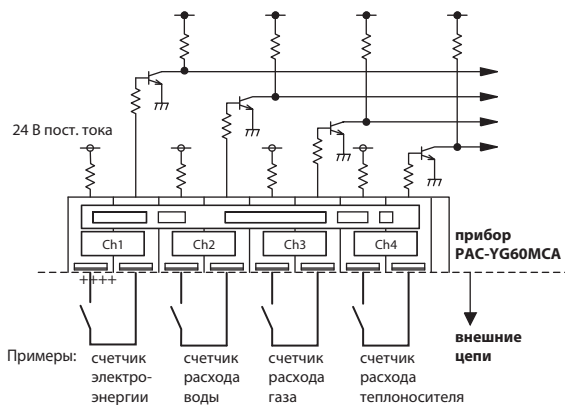 24 В пост. тока
Ch1 Ch2 Ch3 Ch4
прибор
PAC-YG60MCA
++++
внешние
цепи
Примеры:
счетчик
электро-
энергии
счетчик
расхода
воды
счетчик
расхода
газа
счетчик
расхода
теплоносителя